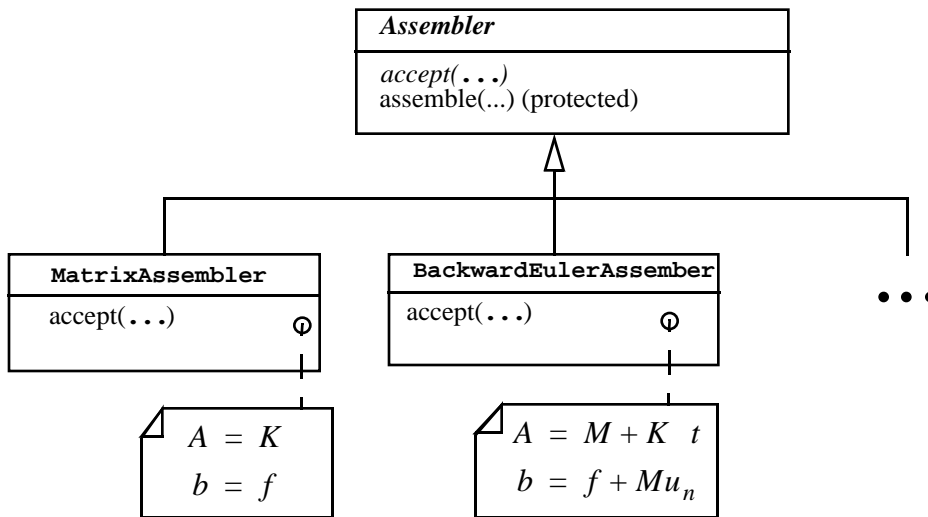 Assembler
accept(...)
assemble(...) (protected)
MatrixAssembler
accept(...)
BackwardEulerAssember
accept(...)
...
A = K
b = f
A = M + K t
b = f + Mu_n